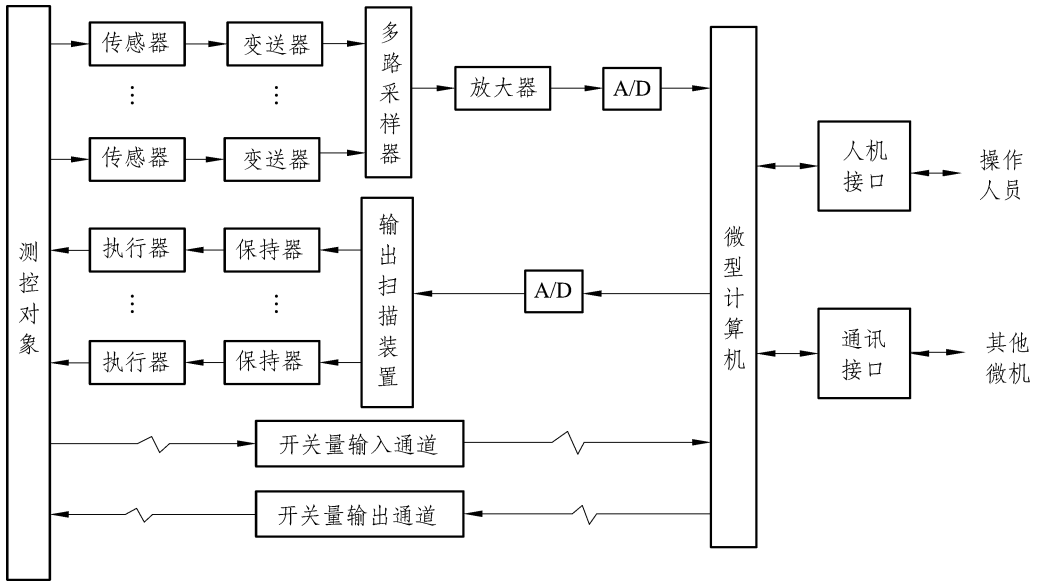 测控对象
传感器
变送器
多路采样器
放大器
A/D
传感器
变送器
执行器
保持器
输出扫描装置
A/D
执行器
保持器
开关量输入通道
开关量输出通道
微型计算机
人机
接口
操作
人员
通讯
接口
其他
微机